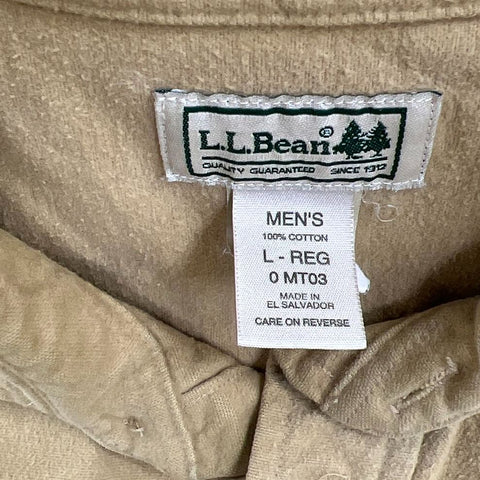 L.L.Bean®
QUALITY GUARANTEED SINCE 1912
MEN'S
100% COTTON
L - REG
0 MT03
MADE IN
EL SALVADOR
CARE ON REVERSE